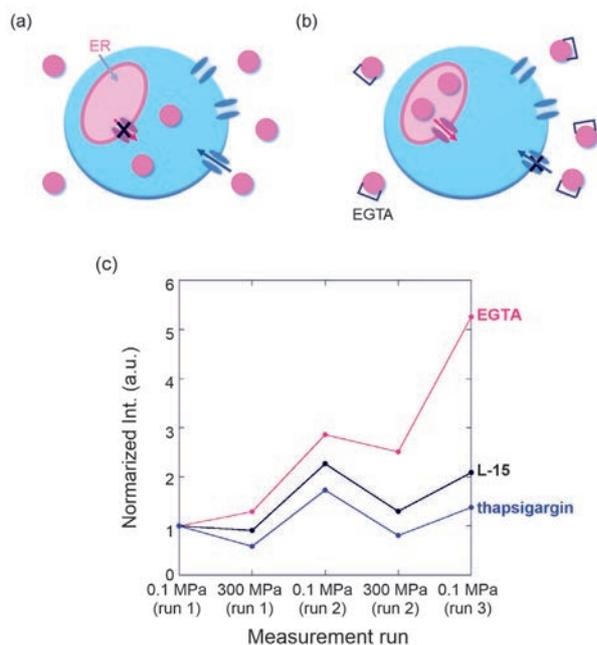 (a)
(b)
ER
EGTA
(c)
6
5
4
3
2
1
0
Normarized Int. (a.u.)
EGTA
L-15
thapsigargin
0.1 MPa 300 MPa 0.1 MPa 300 MPa 0.1 MPa
(run 1) (run 1) (run 2) (run 2) (run 3)
Measurement run